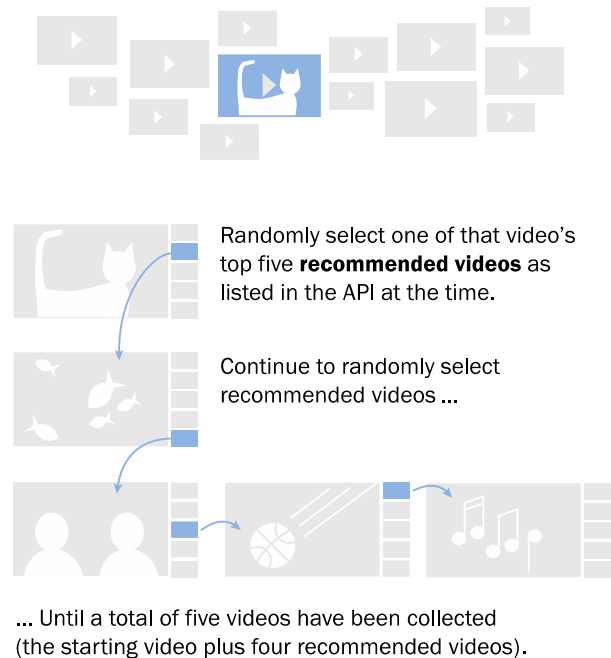 Randomly select one of that video's
top five recommended videos as
listed in the API at the time.
Continue to randomly select
recommended videos ...
... Until a total of five videos have been collected
(the starting video plus four recommended videos).